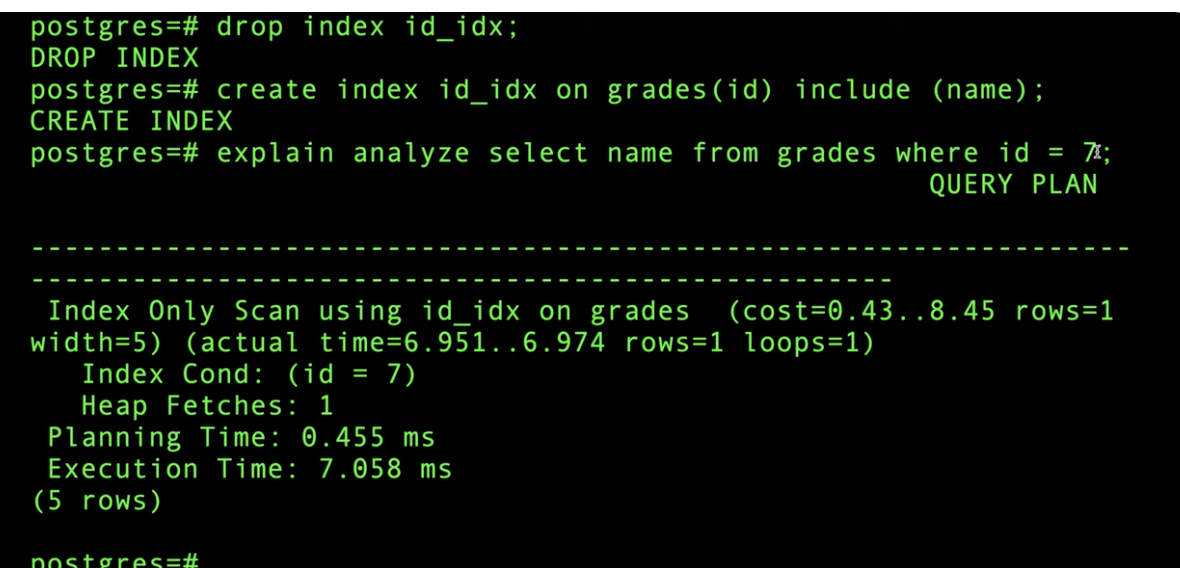 postgres=# drop index id_idx;
DROP INDEX
postgres=# create index id_idx on grades(id) include (name);
CREATE INDEX
postgres=# explain analyze select name from grades where id = 7;
QUERY PLAN
-----------------------------------------------------------------
---------------------------------------------------
Index Only Scan using id_idx on grades  (cost=0.43..8.45 rows=1
width=5) (actual time=6.951..6.974 rows=1 loops=1)
Index Cond: (id = 7)
Heap Fetches: 1
Planning Time: 0.455 ms
Execution Time: 7.058 ms
(5 rows)
postgres=#